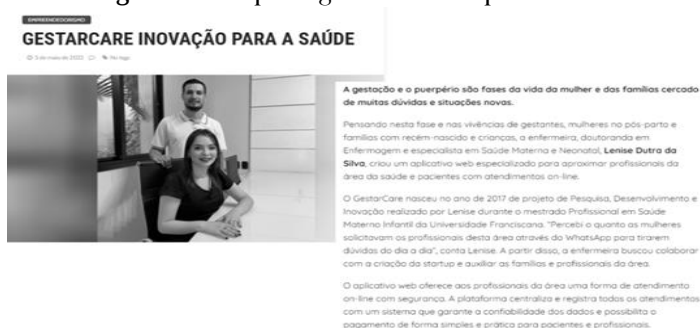 EMPREENDEDORISMO
GESTARCARE INOVAÇÃO PARA A SAÚDE
5 de maio de 2022 No tags
A gestação e o puerpério são fases da vida da mulher e das famílias cercado
de muitas dúvidas e situações novas.
Pensando nesta fase e nas vivências de gestantes, mulheres no pós-parto e
famílias com recém-nascido e crianças, a enfermeira, doutoranda em
Enfermagem e especialista em Saúde Materna e Neonatal, Lenise Dutra da
Silva, criou um aplicativo web especializado para aproximar profissionais da
área da saúde e pacientes com atendimentos on-line.
O GestarCare nasceu no ano de 2017 de projeto de Pesquisa, Desenvolvimento e
Inovação realizado por Lenise durante o mestrado Profissional em Saúde
Materno Infantil da Universidade Franciscana. "Percebi o quanto as mulheres
solicitavam os profissionais desta área através do WhatsApp para tirarem
dúvidas do dia a dia", conta Lenise. A partir disso, a enfermeira buscou colaborar
com a criação da startup e auxiliar as famílias e profissionais da área.
O aplicativo web oferece aos profissionais da área uma forma de atendimento
on-line com segurança. A plataforma centraliza e registra todos os atendimentos
com um sistema que garante a confiabilidade dos dados e possibilita o
pagamento de forma simples e prática para pacientes e profissionais.